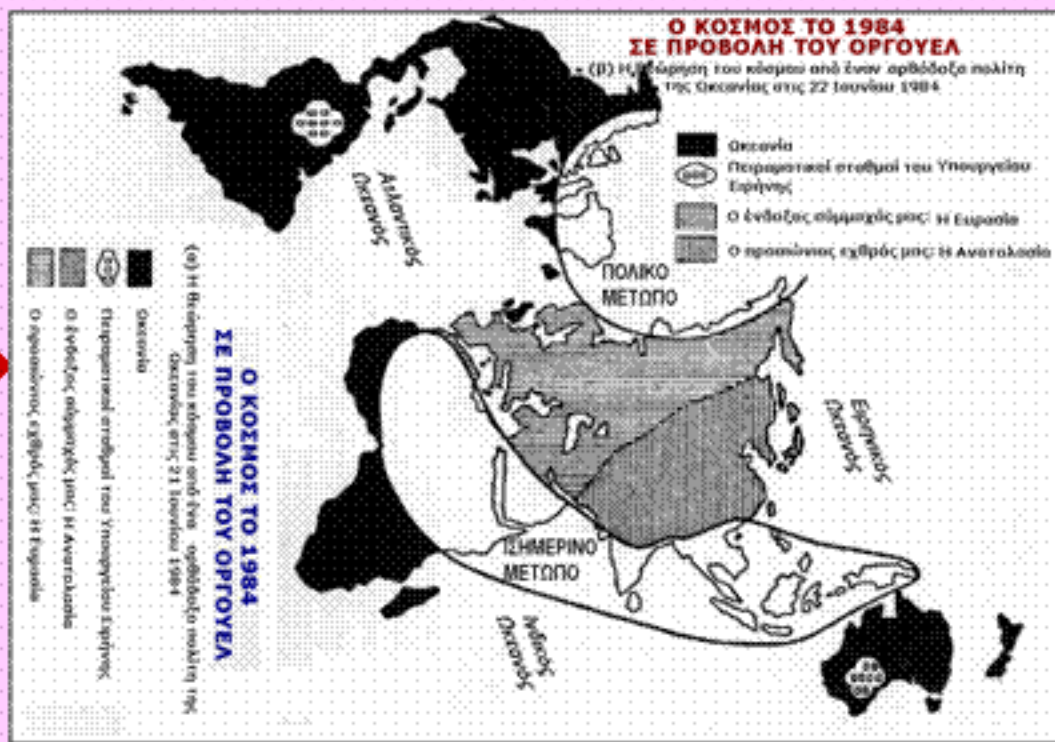 Ο ΚΟΣΜΟΣ ΤΟ 1984
ΣΕ ΠΡΟΒΟΛΗ ΤΟΥ ΟΡΓΟΥΕΛ
(β) Η θεώρηση του κόσμου από έναν ορθόδοξο πολίτη
της Ωκεανίας στις 22 Ιουνίου 1984
Ωκεανία
Πειραματικοί σταθμοί του Υπουργείου
Ειρήνης
Ο ένδοξος σύμμαχός μας: Η Ευρασία
Ο προαιώνιος εχθρός μας: Η Ανατολασία
Ατλαντικός
Ωκεανός
ΠΟΛΙΚΟ
ΜΕΤΩΠΟ
Ειρηνικός
Ωκεανός
ΙΣΗΜΕΡΙΝΟ
ΜΕΤΩΠΟ
Ινδικός
Ωκεανός
Ο ΚΟΣΜΟΣ ΤΟ 1984
ΣΕ ΠΡΟΒΟΛΗ ΤΟΥ ΟΡΓΟΥΕΛ
(α) Η θεώρηση του κόσμου από ένα ορθόδοξο πολίτη της
Ωκεανίας στις 21 Ιουνίου 1984
Ωκεανία
Πειραματικοί σταθμοί του Υπουργείου Ειρήνης
Ο ένδοξος σύμμαχός μας: Η Ανατολασία
Ο προαιώνιος εχθρός μας: Η Ευρασία